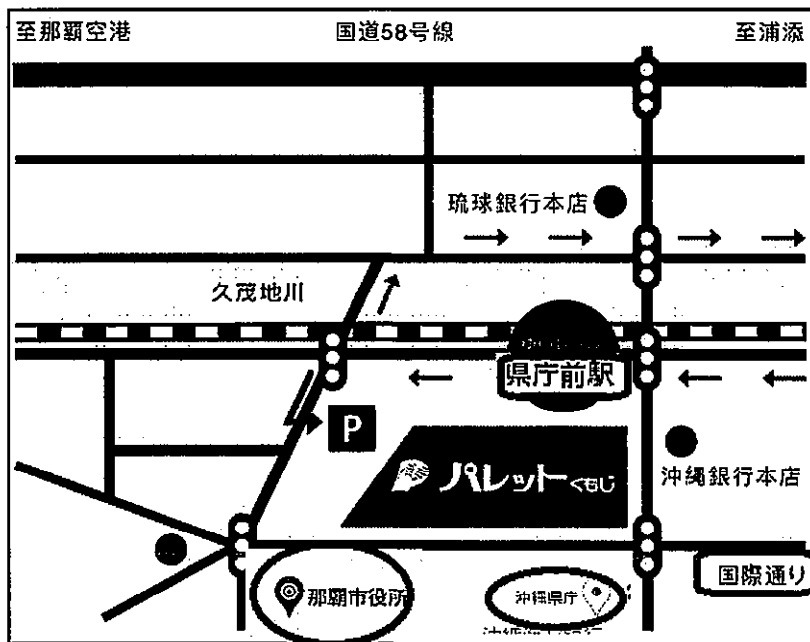 至那覇空港
国道58号線
至浦添
琉球銀行本店
久茂地川
県庁前駅
P
パレットくもじ
沖縄銀行本店
国際通り
那覇市役所
沖縄県庁